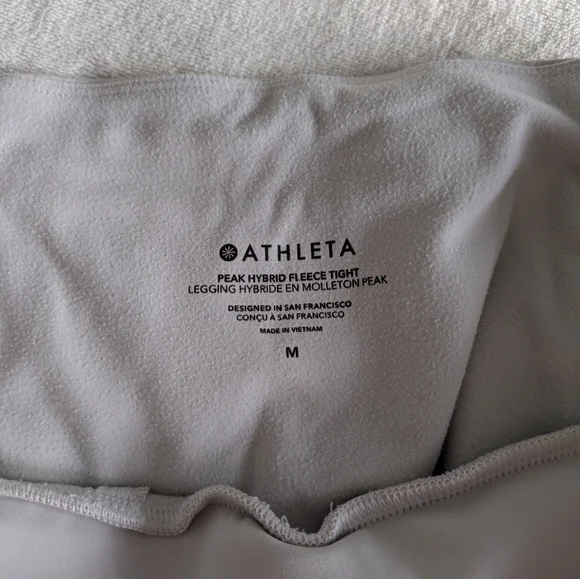 ATHLETA
PEAK HYBRID FLEECE TIGHT
LEGGING HYBRIDE EN MOLLETON PEAK
DESIGNED IN SAN FRANCISCO
CONÇU À SAN FRANCISCO
MADE IN VIETNAM
M